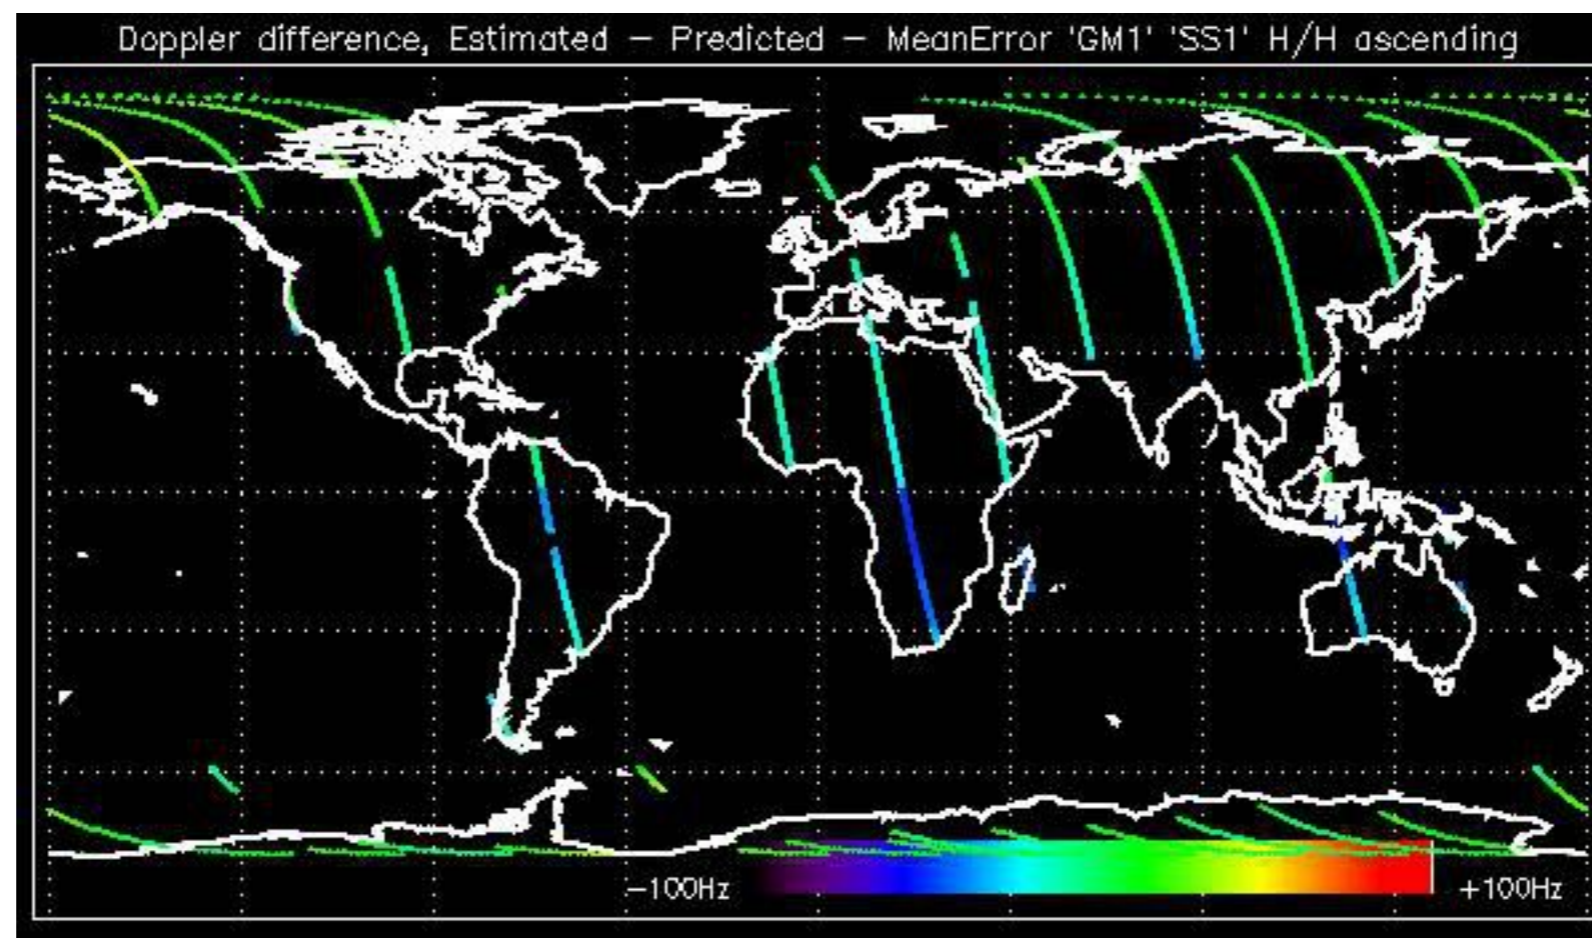 Doppler difference, Estimated – Predicted – MeanError 'GM1' 'SS1' H/H ascending
–100Hz +100Hz